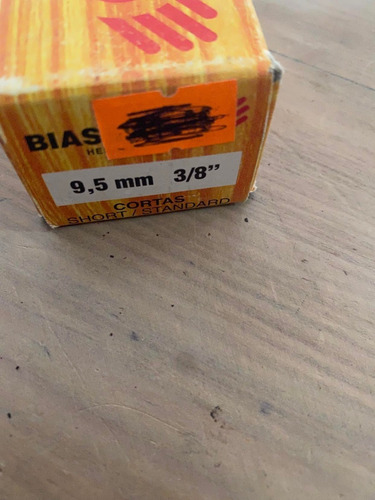 BIAS
9,5 mm 3/8”
CORTAS
SHORT / STANDARD